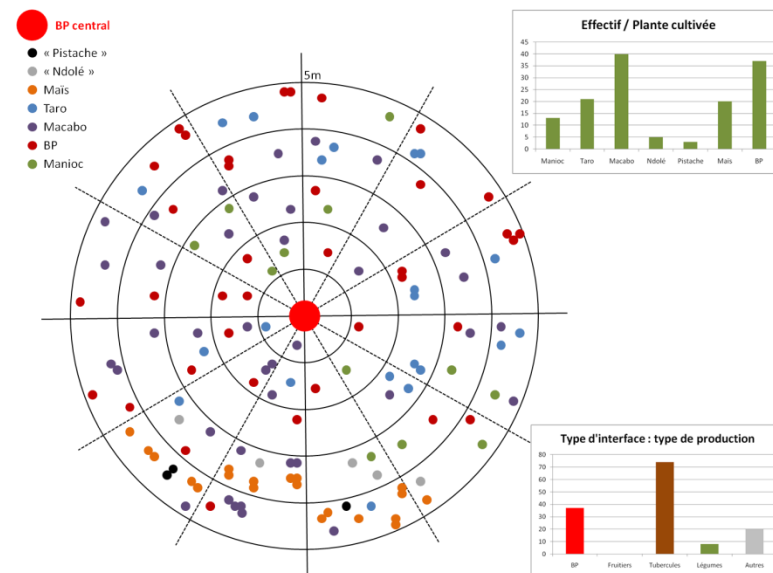 BP central
« Pistache »
« Ndolé »
Maïs
Taro
Macabo
BP
Manioc
5m
Effectif / Plante cultivée
45
40
35
30
25
20
15
10
5
0
Manioc Taro Macabo Ndolé Pistache Maïs BP
Type d'interface : type de production
80
70
60
50
40
30
20
10
0
BP Fruitiers Tubercules Légumes Autres